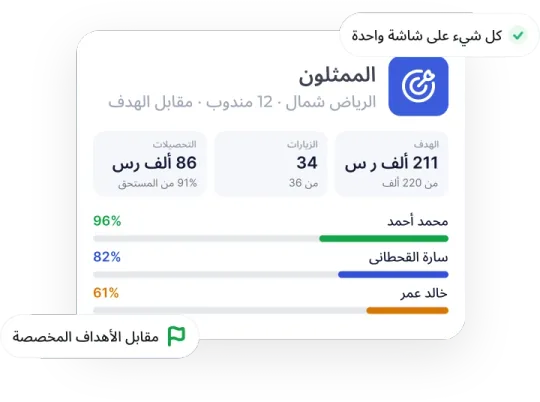 كل شيء على شاشة واحدة
الممثلون
الرياض شمال · 12 مندوب · مقابل الهدف
الهدف
211 ألف ر س
من 220 ألف
الزيارات
34
من 36
التحصيلات
86 ألف رس
91% من المستحق
محمد أحمد
96%
سارة القحطانى
82%
خالد عمر
61%
مقابل الأهداف المخصصة